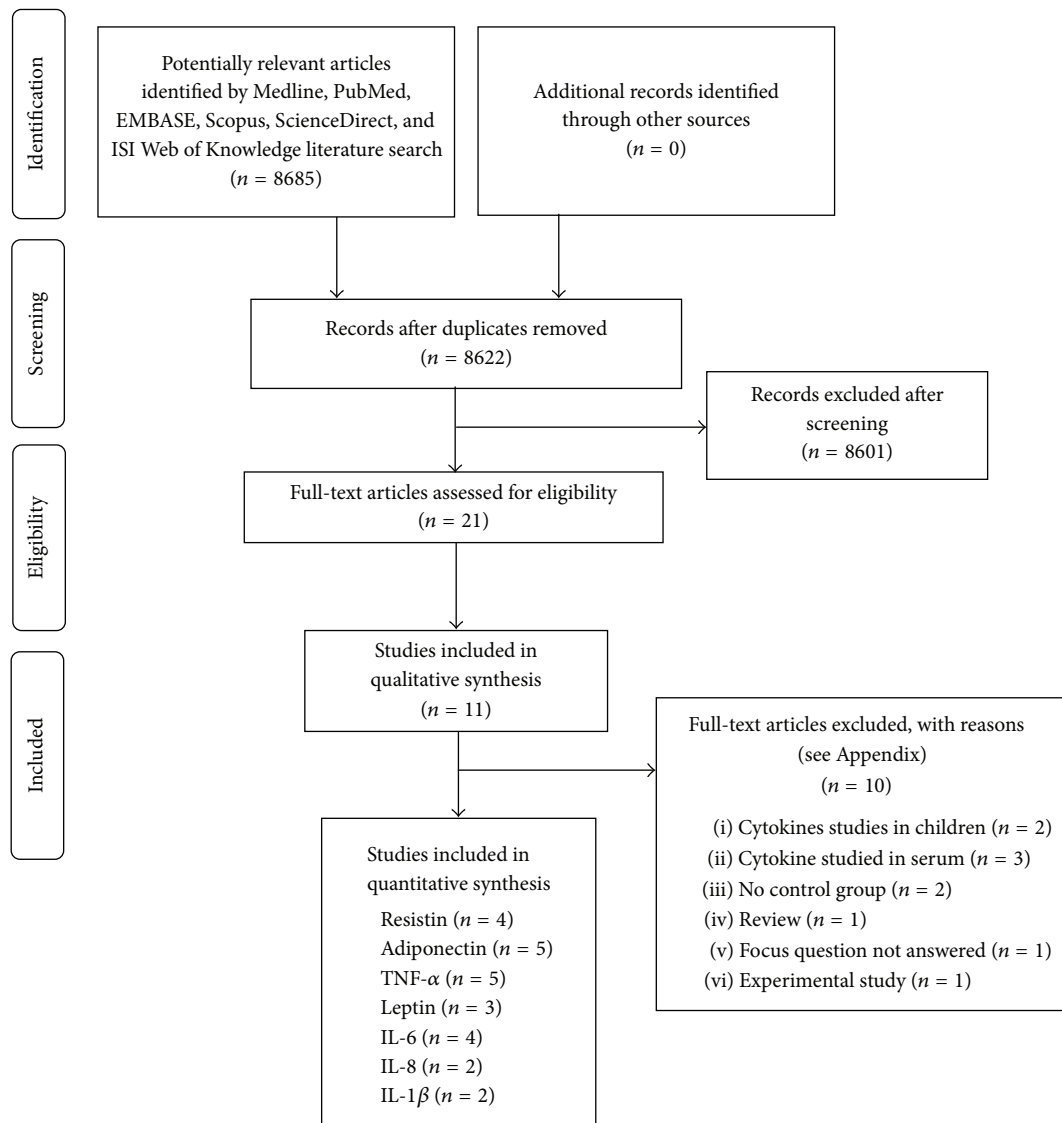 Identification
Potentially relevant articles
identified by Medline, PubMed,
EMBASE, Scopus, ScienceDirect, and
ISI Web of Knowledge literature search
(n = 8685)
Additional records identified
through other sources
(n = 0)
Screening
Records after duplicates removed
(n = 8622)
Records excluded after
screening
(n = 8601)
Eligibility
Full-text articles assessed for eligibility
(n = 21)
Included
Studies included in
qualitative synthesis
(n = 11)
Full-text articles excluded, with reasons
(see Appendix)
(n = 10)
(i) Cytokines studies in children (n = 2)
(ii) Cytokine studied in serum (n = 3)
(iii) No control group (n = 2)
(iv) Review (n = 1)
(v) Focus question not answered (n = 1)
(vi) Experimental study (n = 1)
Studies included in
quantitative synthesis
Resistin (n = 4)
Adiponectin (n = 5)
TNF-α (n = 5)
Leptin (n = 3)
IL-6 (n = 4)
IL-8 (n = 2)
IL-1β (n = 2)